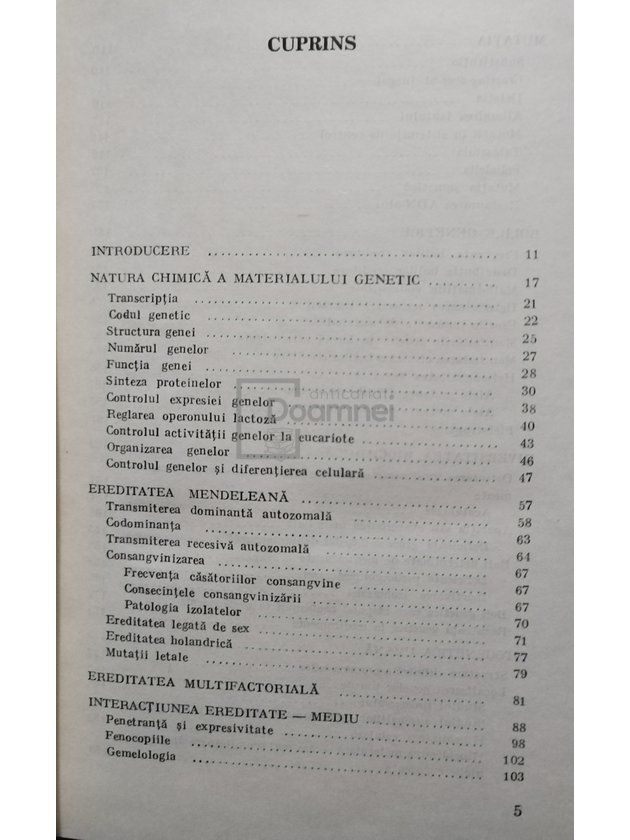 CUPRINS
INTRODUCERE .......... 11
NATURA CHIMICĂ A MATERIALULUI GENETIC .......... 17
Transcripția .......... 21
Codul genetic .......... 22
Structura genei .......... 25
Numărul genelor .......... 27
Funcția genei .......... 28
Sinteza proteinelor .......... 30
Controlul expresiei genelor .......... 38
Reglarea operonului lactoză .......... 40
Controlul activității genelor la eucariote .......... 43
Organizarea genelor .......... 46
Controlul genelor și diferențierea celulară .......... 47
EREDITATEA MENDELEANĂ .......... 57
Transmiterea dominantă autozomală .......... 58
Codominanța .......... 63
Transmiterea recesivă autozomală .......... 64
Consangvinizarea .......... 67
Frecvența căsătoriilor consangvine .......... 67
Consecințele consangvinizării .......... 67
Patologia izolatelor .......... 70
Ereditatea legată de sex .......... 71
Ereditatea holandrică .......... 77
Mutații letale .......... 79
EREDITATEA MULTIFACTORIALĂ .......... 81
INTERACȚIUNEA EREDITATE — MEDIU .......... 88
Penetranță și expresivitate .......... 98
Fenocopiile .......... 102
Gemelologia .......... 103
5
anticariat
Doamnei